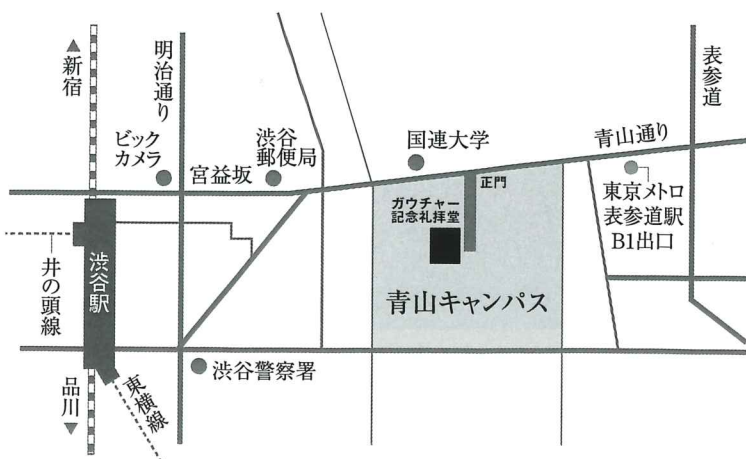 ▲新宿
明治通り
ビック
カメラ
宮益坂
渋谷
郵便局
国連大学
青山通り
表参道
正門
ガウチャー
記念礼拝堂
東京メトロ
表参道駅
B1出口
渋谷駅
井の頭線
青山キャンパス
渋谷警察署
品川▼
東横線